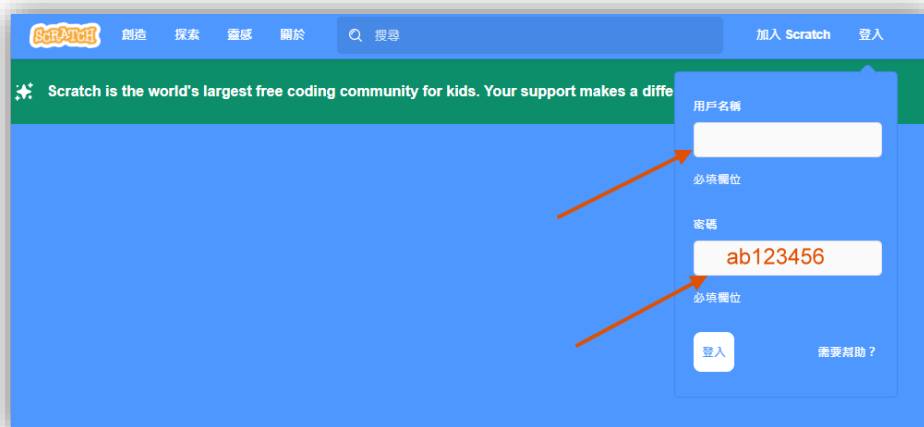 SCRATCH 創造 探索 靈感 關於 搜尋 加入 Scratch 登入
Scratch is the world's largest free coding community for kids. Your support makes a diffe
用戶名稱
必填欄位
密碼
ab123456
必填欄位
登入 需要幫助？